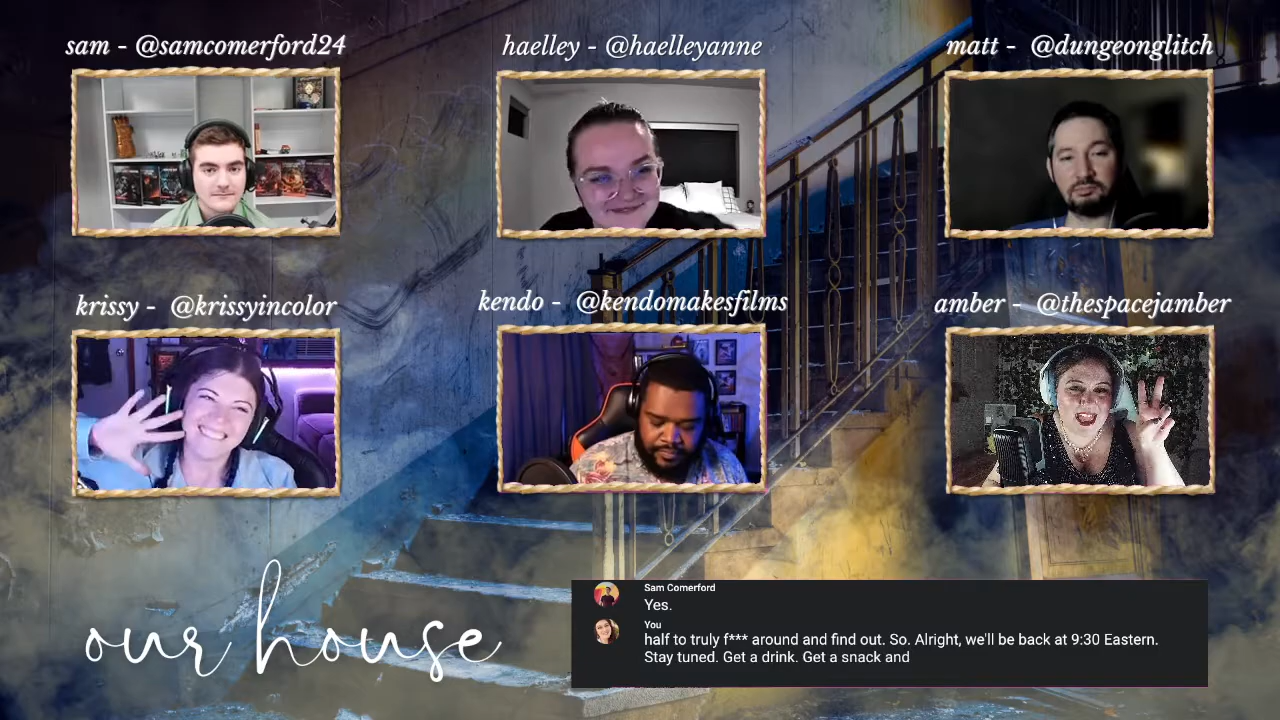 sam - @samcomerford24
haelley - @haelleyanne
matt - @dungeonglitch
krissy - @krissyincolor
kendo - @kendomakesfilms
amber - @thespacejamber
our house
Sam Comerford
Yes.
You
half to truly f*** around and find out. So. Alright, we'll be back at 9:30 Eastern.
Stay tuned. Get a drink. Get a snack and